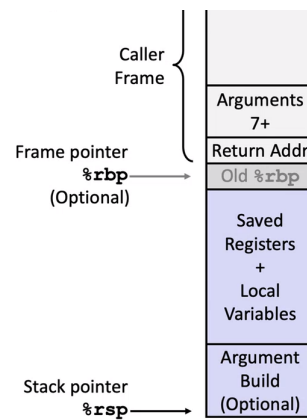 Caller
Frame
Arguments
7+
Return Addr
Frame pointer
%rbp
(Optional)
Old %rbp
Saved
Registers
+
Local
Variables
Argument
Build
(Optional)
Stack pointer
%rsp